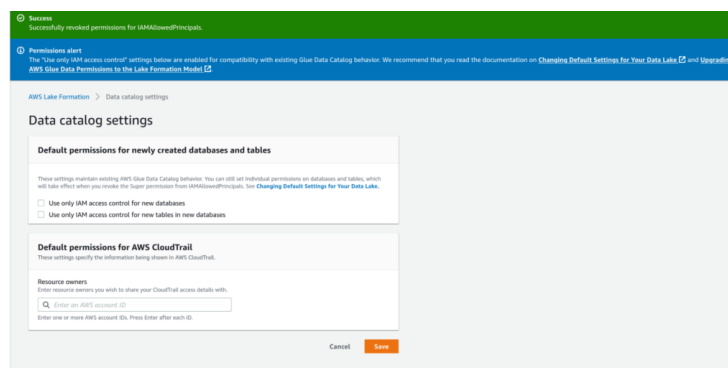 Success
Successfully revoked permissions for IAMAllowedPrincipals.
Permissions alert
The "Use only IAM access control" settings below are enabled for compatibility with existing Glue Data Catalog behavior. We recommend that you read the documentation on Changing Default Settings for Your Data Lake and Upgradin
AWS Glue Data Permissions to the Lake Formation Model.
AWS Lake Formation > Data catalog settings
Data catalog settings
Default permissions for newly created databases and tables
These settings maintain existing AWS Glue Data Catalog behavior. You can still set individual permissions on databases and tables, which
will take effect when you revoke the Super permission from IAMAllowedPrincipals. See Changing Default Settings for Your Data Lake.
Use only IAM access control for new databases
Use only IAM access control for new tables in new databases
Default permissions for AWS CloudTrail
These settings specify the information being shown in AWS CloudTrail.
Resource owners
Enter resource owners you wish to share your CloudTrail access details with.
Enter an AWS account ID
Enter one or more AWS account IDs. Press Enter after each ID.
Cancel Save